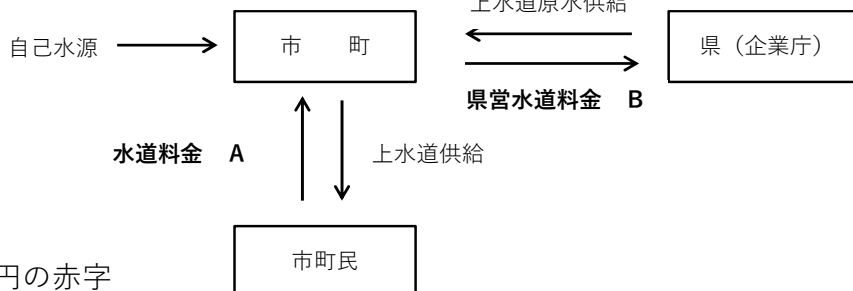 上水道原水供給
自己水源
市　　町
県（企業庁）
県営水道料金　B
水道料金　A
上水道供給
市町民
円の赤字